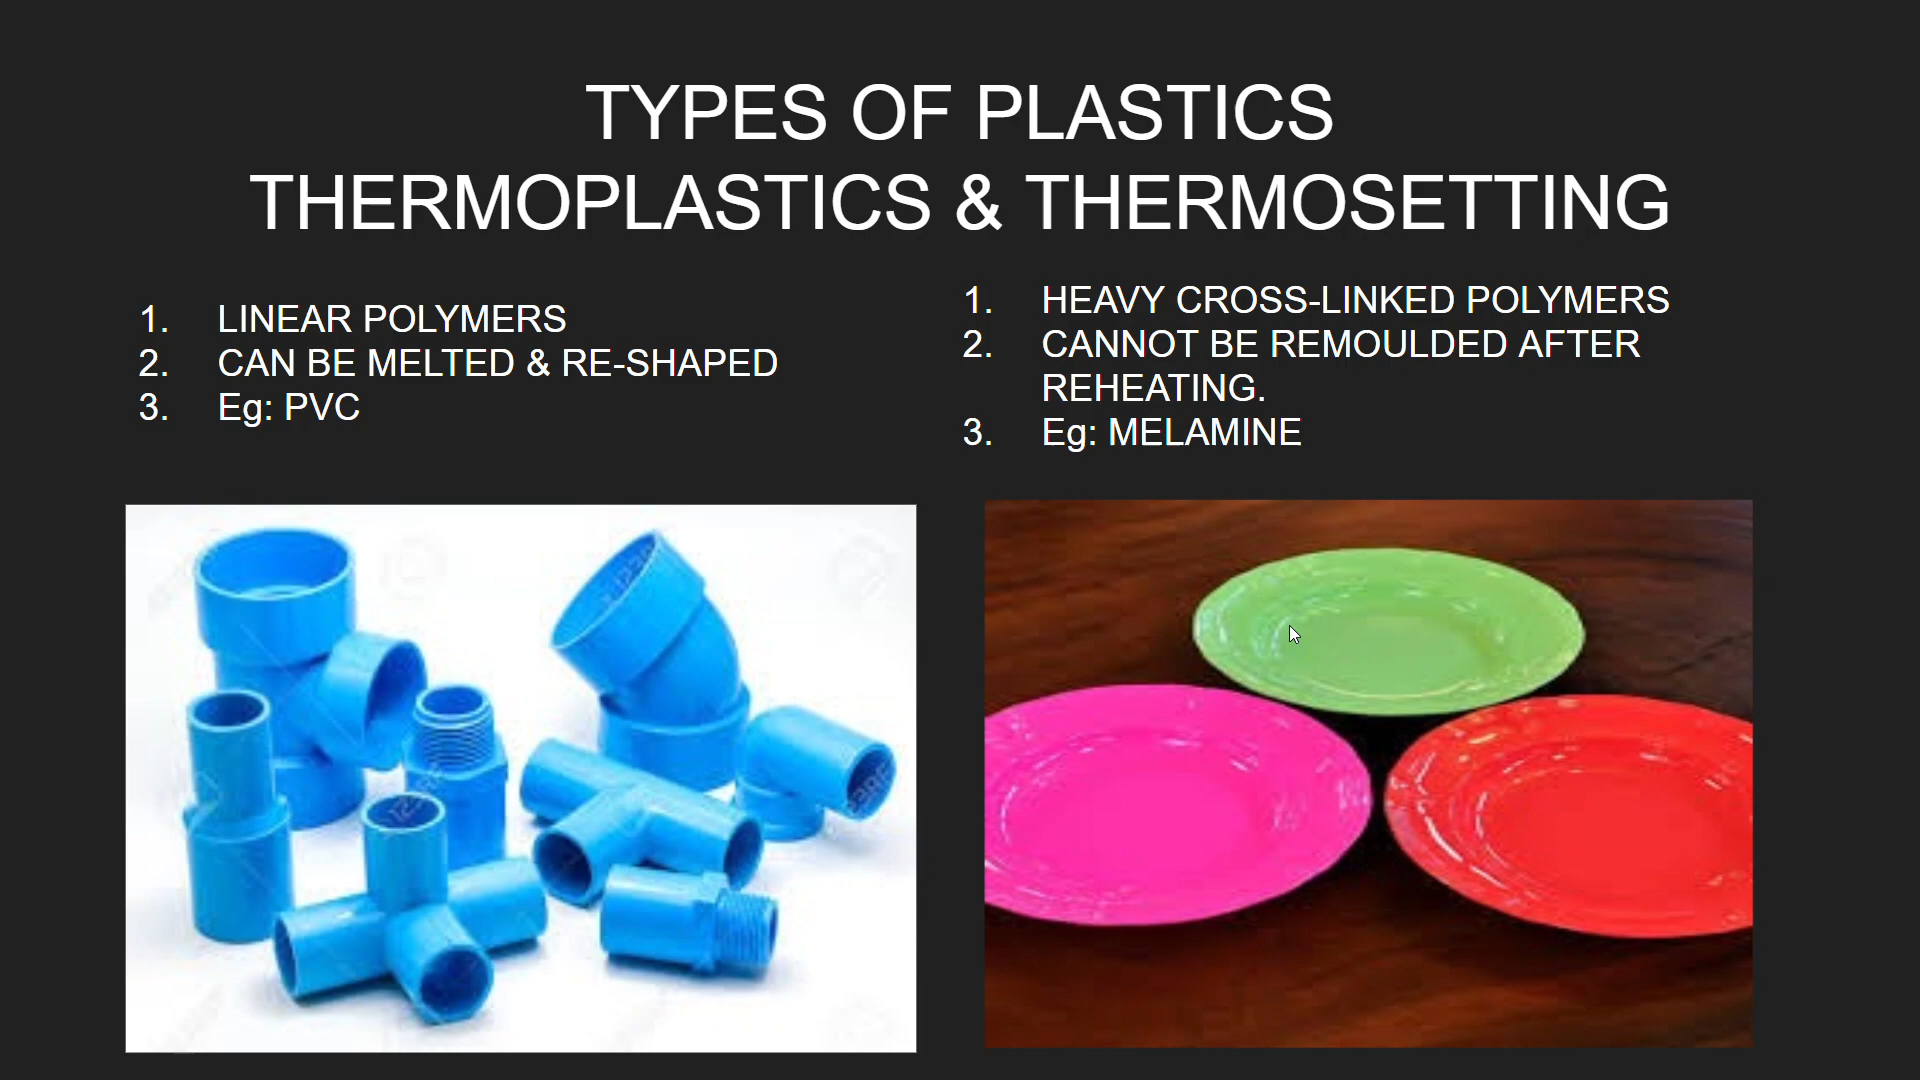 TYPES OF PLASTICS
THERMOPLASTICS & THERMOSETTING
1. LINEAR POLYMERS
2. CAN BE MELTED & RE-SHAPED
3. Eg: PVC
1. HEAVY CROSS-LINKED POLYMERS
2. CANNOT BE REMOULDED AFTER
REHEATING.
3. Eg: MELAMINE